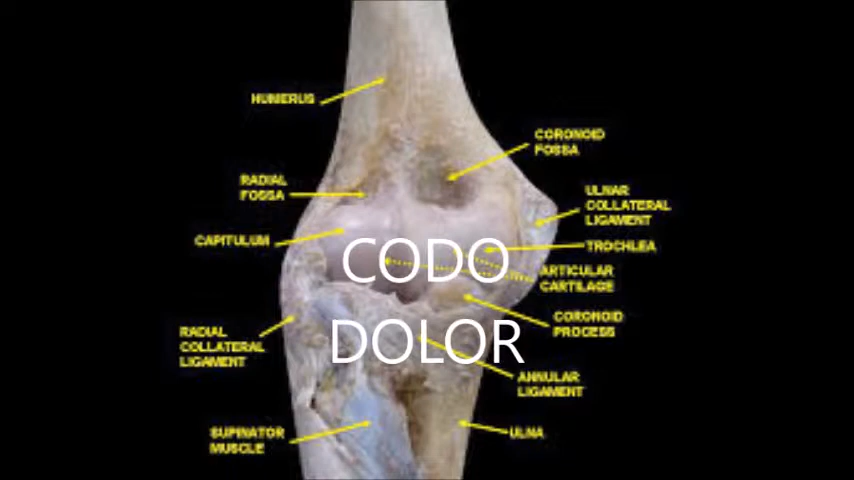 HUMERUS
CORONOID
FOSSA
RADIAL
FOSSA
ULNAR
COLLATERAL
LIGAMENT
CAPITULUM
TROCHLEA
CODO
ARTICULAR
CARTILAGE
CORONOID
PROCESS
RADIAL
COLLATERAL
LIGAMENT
DOLOR
ANNULAR
LIGAMENT
SUPINATOR
MUSCLE
ULNA